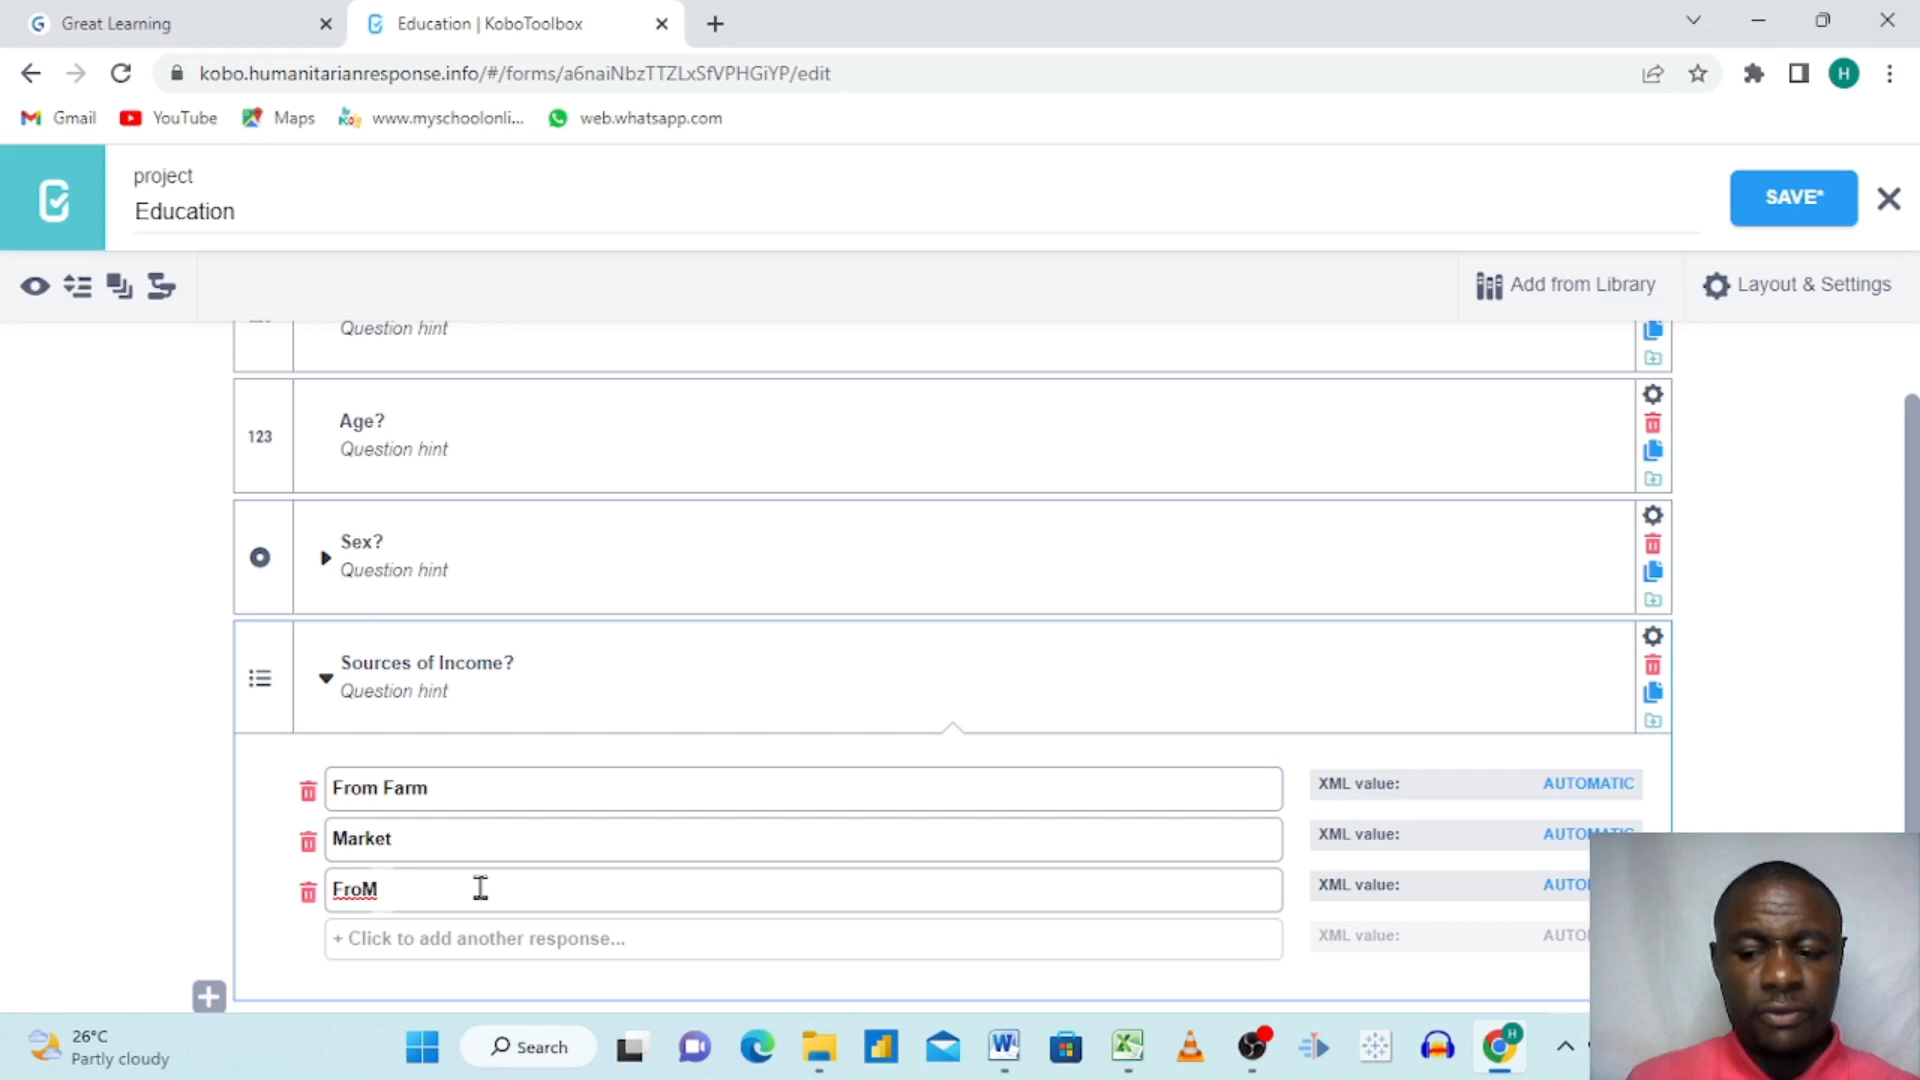 Great Learning
Education | KoboToolbox
kobo.humanitarianresponse.info/#/forms/a6naiNbzTTZLxSfVPHGiYP/edit
H
Gmail
YouTube
Maps
www.myschoolonli...
web.whatsapp.com
project
Education
SAVE*
Add from Library
Layout & Settings
Question hint
123
Age?
Question hint
Sex?
Question hint
Sources of Income?
Question hint
From Farm
XML value:
AUTOMATIC
Market
XML value:
FroM
XML value:
+ Click to add another response...
XML value:
26°C
Partly cloudy
Search
H